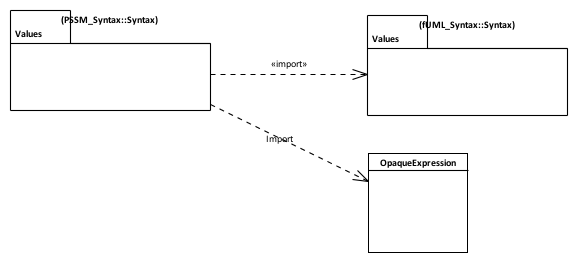 (PSSM_Syntax::Syntax)
Values
(fUML_Syntax::Syntax)
Values
«import»
Import
OpaqueExpression